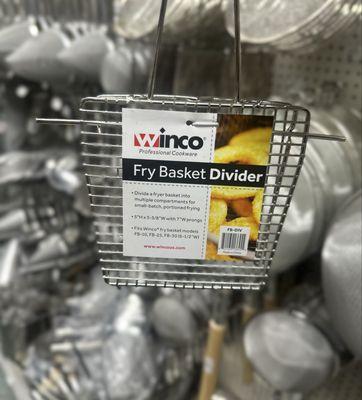 Winco®
Professional Cookware
Fry Basket Divider
• Divide a fryer basket into
multiple compartments for
small-batch, portioned frying
• 5"H x 5-5/8"W with 7"W prongs
• Fits Winco® fry basket models
FB-10, FB-25, FB-30 (6-1/2"W)
www.wincous.com
FB-DIV